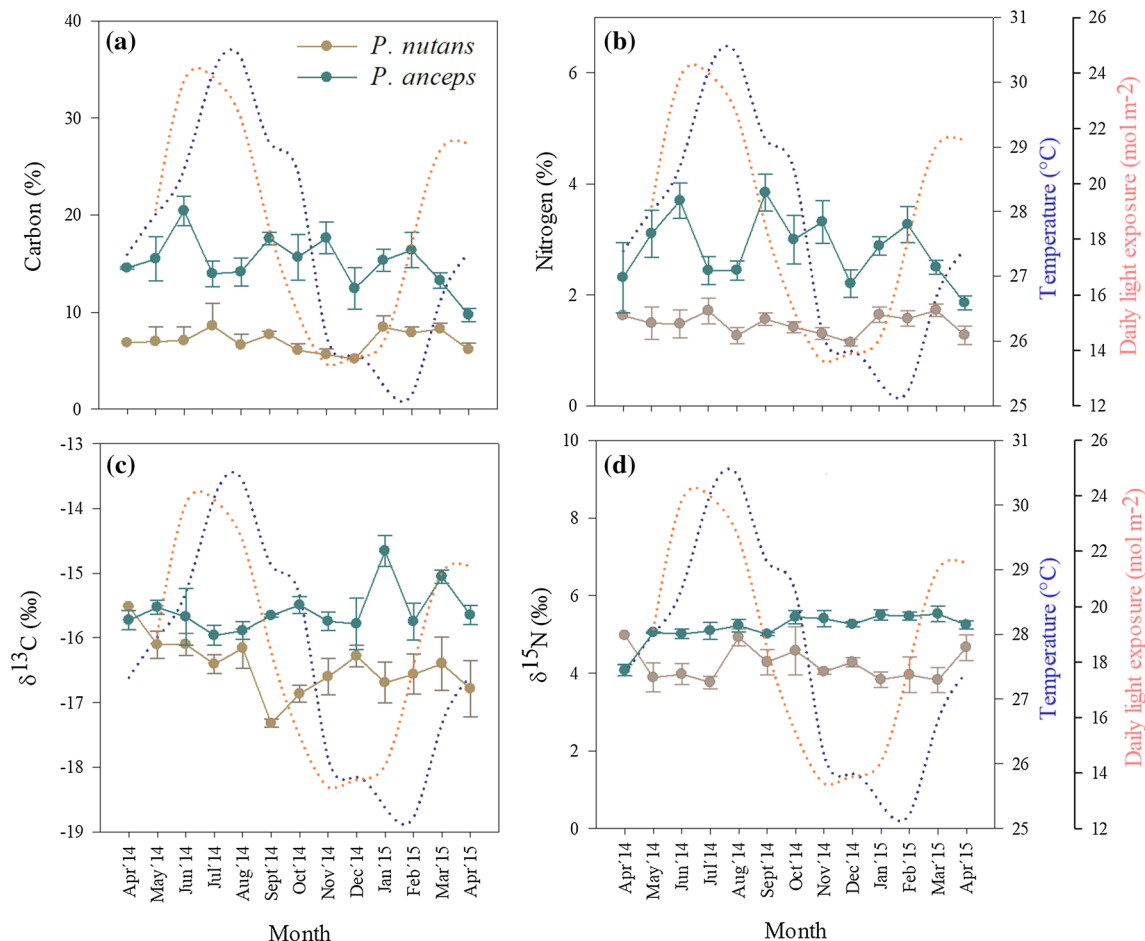 (a)
P. nutans
P. anceps
Carbon (%)
40
30
20
10
0
(b)
Nitrogen (%)
6
4
2
0
31
30
29
28
27
26
25
Temperature (°C)
26
24
22
20
18
16
14
12
Daily light exposure (mol m-2)
(c)
δ 13C (‰)
-13
-14
-15
-16
-17
-18
-19
Apr´14
May´14
Jun´14
Jul´14
Aug´14
Sept´14
Oct´14
Nov´14
Dec´14
Jan´15
Feb´15
Mar´15
Apr´15
Month
(d)
δ 15N (‰)
10
8
6
4
2
0
Apr´14
May´14
Jun´14
Jul´14
Aug´14
Sept´14
Oct´14
Nov´14
Dec´14
Jan´15
Feb´15
Mar´15
Apr´15
Month
31
30
29
28
27
26
25
Temperature (°C)
26
24
22
20
18
16
14
12
Daily light exposure (mol m-2)